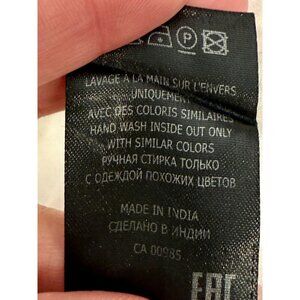 P
LAVAGE À LA MAIN SUR L'ENVERS
UNIQUEMENT
AVEC DES COLORIS SIMILAIRES
HAND WASH INSIDE OUT ONLY
WITH SIMILAR COLORS
РУЧНАЯ СТИРКА ТОЛЬКО
С ОДЕЖДОЙ ПОХОЖИХ ЦВЕТОВ
MADE IN INDIA
СДЕЛАНО В ИНДИИ
CA 00985
EAC